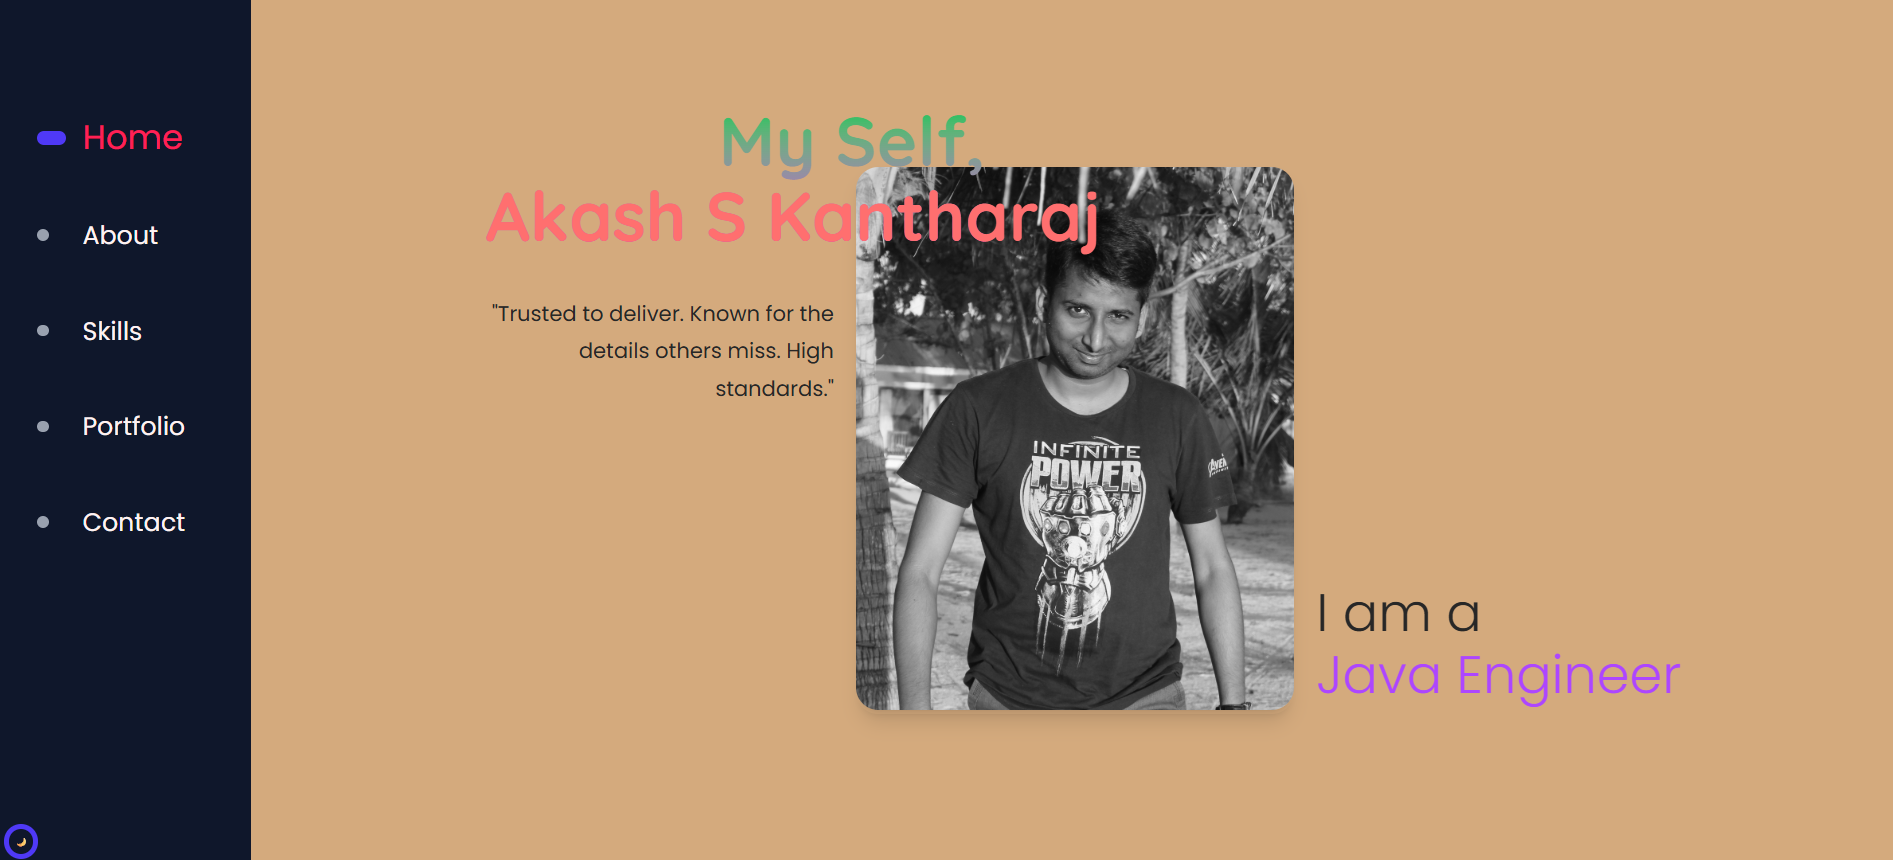 Home
About
Skills
Portfolio
Contact
My Self,
Akash S Kantharaj
"Trusted to deliver. Known for the
details others miss. High
standards."
INFINITE
POWER
I am a
Java Engineer